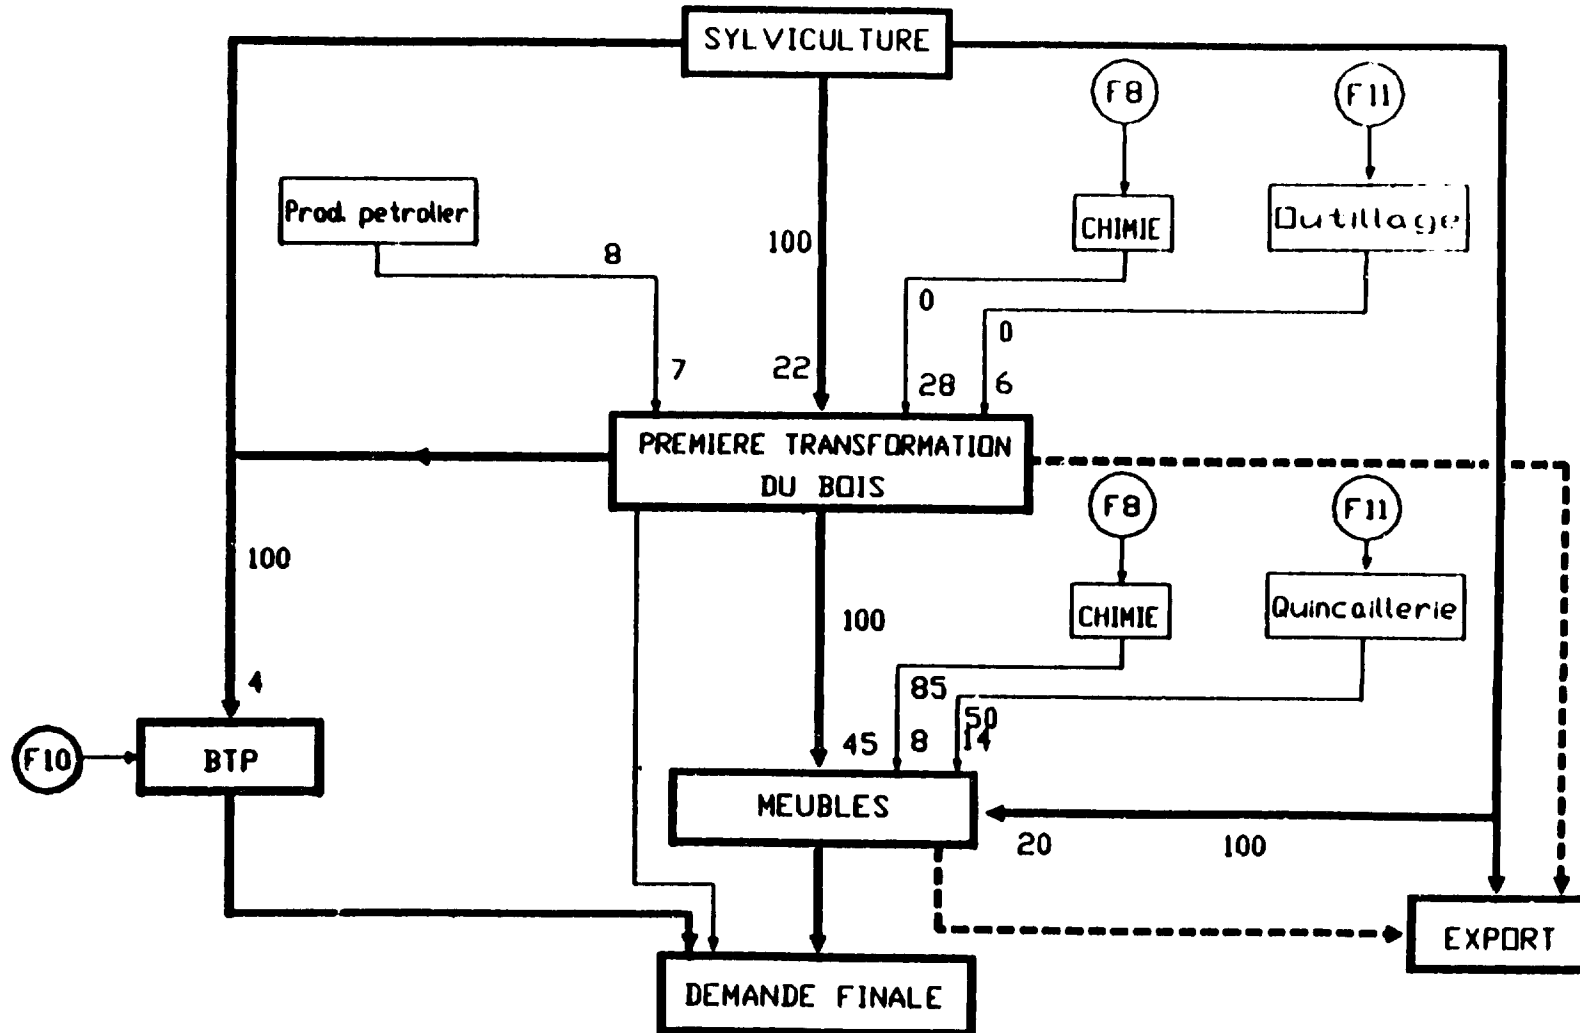 SYLVICULTURE
F8
F11
Prod. petrolier
CHIMIE
Outillage
100
8
0
0
7
22
28
6
PREMIERE TRANSFORMATION
DU BOIS
F8
F11
100
CHIMIE
Quincaillerie
100
4
85
50
F10
BTP
45
8
14
MEUBLES
20
100
EXPORT
DEMANDE FINALE